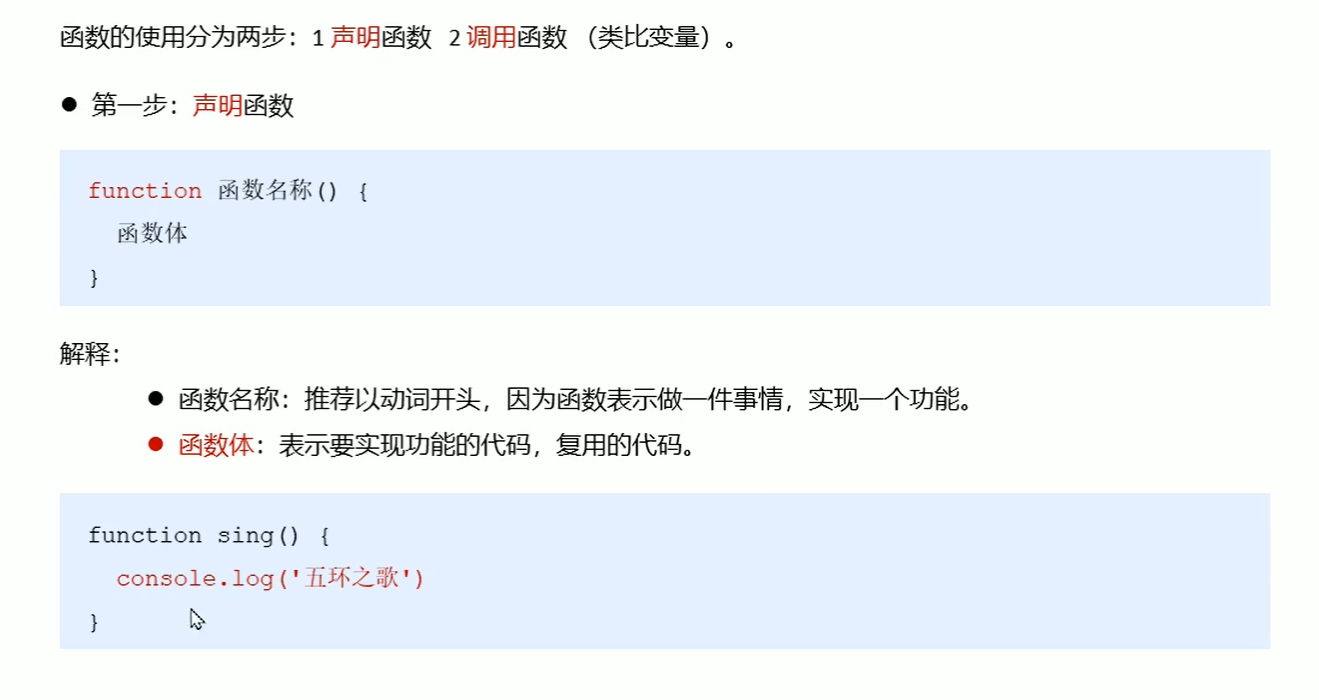 函数的使用分为两步：1 声明函数 2 调用函数 （类比变量）。
● 第一步：声明函数
function 函数名称() {
  函数体
}
解释：
● 函数名称：推荐以动词开头，因为函数表示做一件事情，实现一个功能。
● 函数体：表示要实现功能的代码，复用的代码。
function sing() {
  console.log('五环之歌')
}